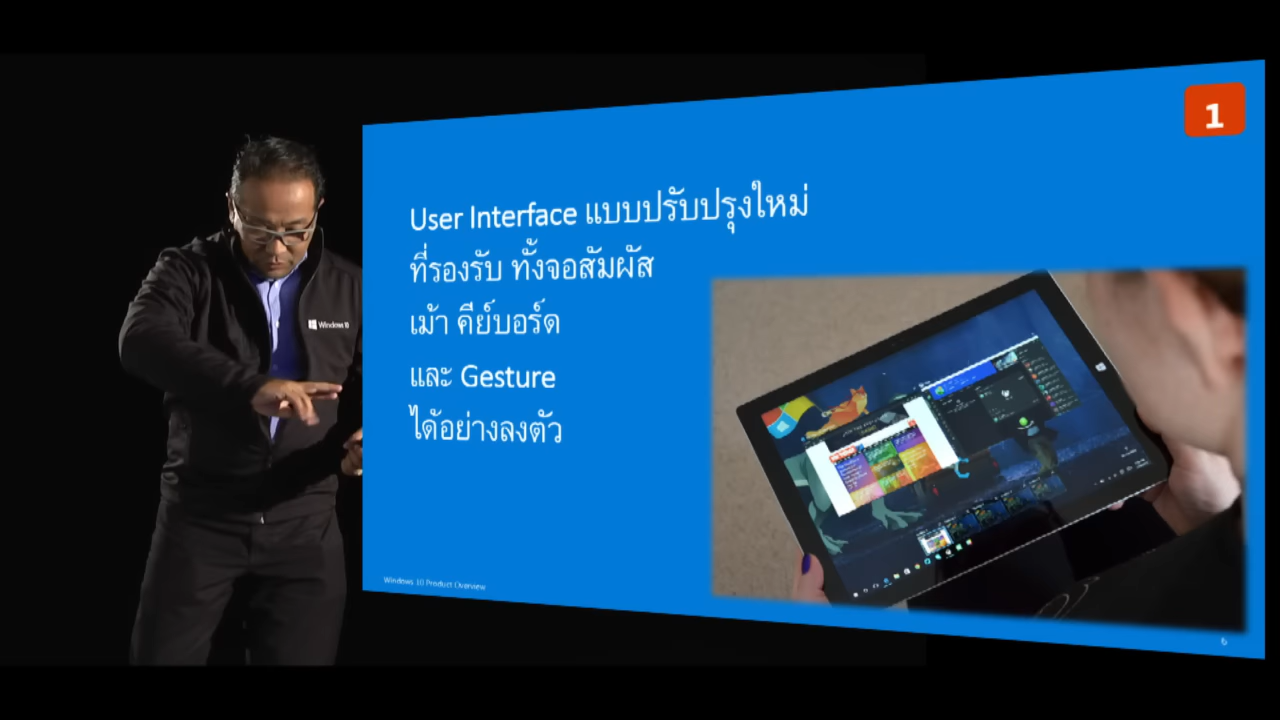 1
User Interface แบบปรับปรุงใหม่
ที่รองรับ ทั้งจอสัมผัส
เม้า คีย์บอร์ด
และ Gesture
ได้อย่างลงตัว
Windows 10
Windows 10 Product Overview